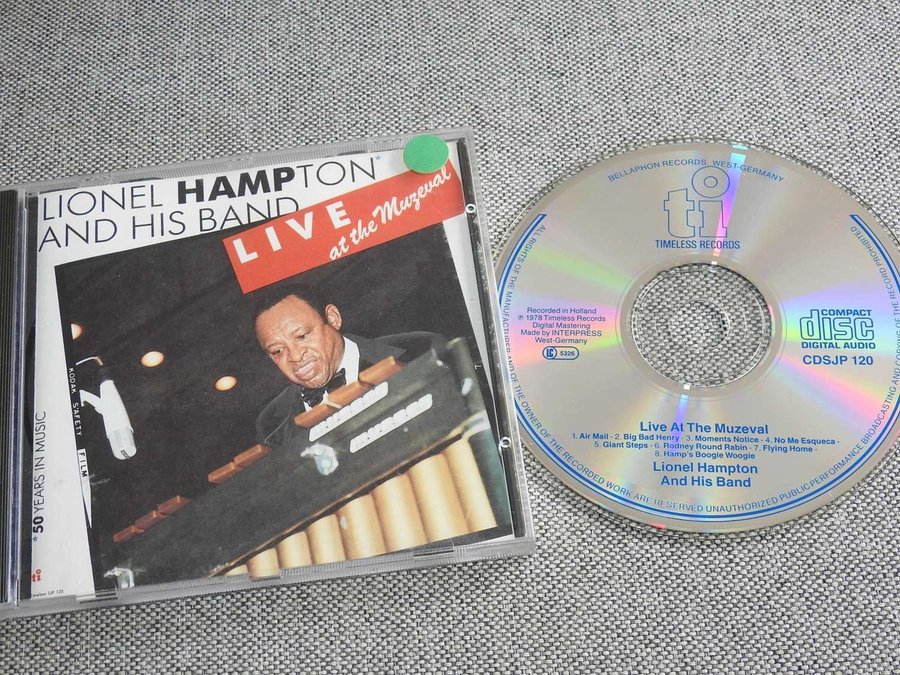 LIONEL HAMPTON*
AND HIS BAND
LIVE
at the Muzeval
KODAK SAFETY FILM
* 50 YEARS IN MUSIC
ti
timeless SJP 120
BELLAPHON RECORDS, WEST-GERMANY
ti
TIMELESS RECORDS
Recorded in Holland
℗ 1978 Timeless Records
Digital Mastering
Made by INTERPRESS
West-Germany
LC 5326
COMPACT
disc
DIGITAL AUDIO
CDSJP 120
Live At The Muzeval
1. Air Mail - 2. Big Bad Henry - 3. Moments Notice - 4. No Me Esqueca -
5. Giant Steps - 6. Rodney Round Rabin - 7. Flying Home -
8. Hamp's Boogie Woogie
Lionel Hampton
And His Band
ALL RIGHTS OF THE MANUFACTURER AND OF THE OWNER OF THE RECORDED WORK ARE RESERVED UNAUTHORIZED PUBLIC PERFORMANCE BROADCASTING AND COPYING OF THE RECORD PROHIBITED